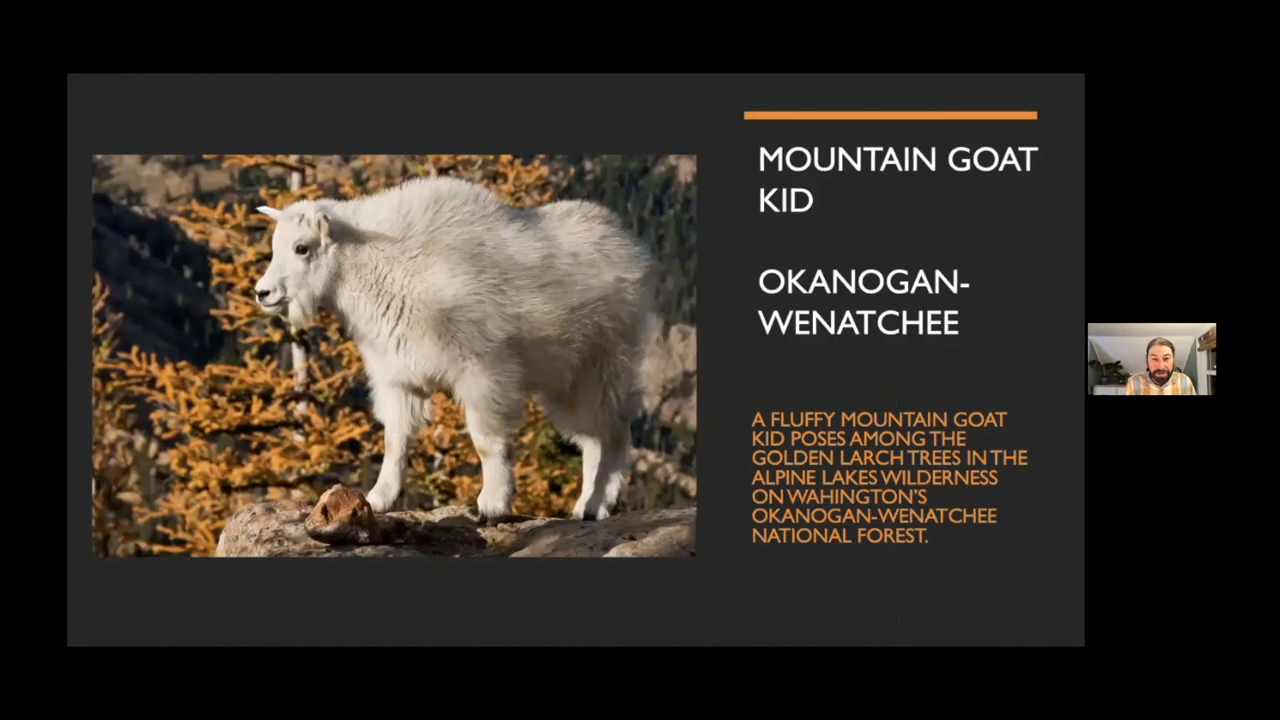 MOUNTAIN GOAT
KID
OKANOGAN-
WENATCHEE
A FLUFFY MOUNTAIN GOAT
KID POSES AMONG THE
GOLDEN LARCH TREES IN THE
ALPINE LAKES WILDERNESS
ON WAHINGTON'S
OKANOGAN-WENATCHEE
NATIONAL FOREST.